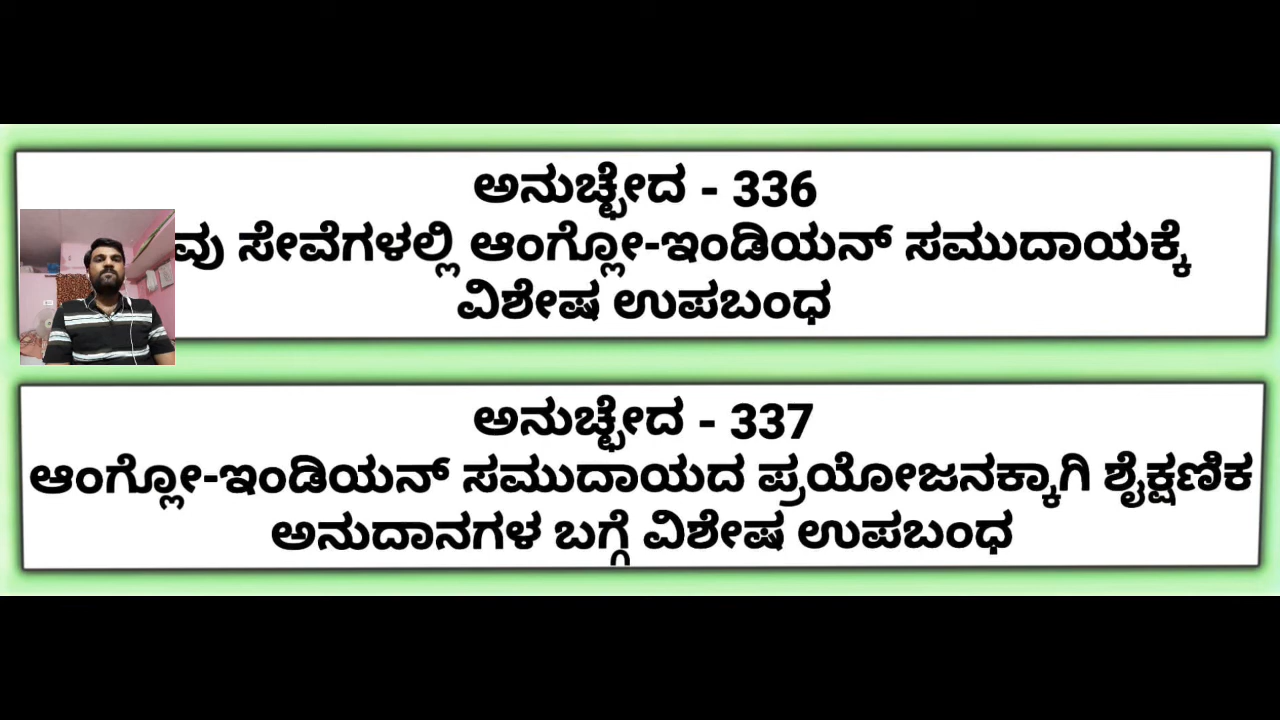 ಅನುಚ್ಛೇದ - 336
ಸೇವೆಗಳಲ್ಲಿ ಆಂಗ್ಲೋ-ಇಂಡಿಯನ್ ಸಮುದಾಯಕ್ಕೆ
ವಿಶೇಷ ಉಪಬಂಧ
ಅನುಚ್ಛೇದ - 337
ಆಂಗ್ಲೋ-ಇಂಡಿಯನ್ ಸಮುದಾಯದ ಪ್ರಯೋಜನಕ್ಕಾಗಿ ಶೈಕ್ಷಣಿಕ
ಅನುದಾನಗಳ ಬಗ್ಗೆ ವಿಶೇಷ ಉಪಬಂಧ